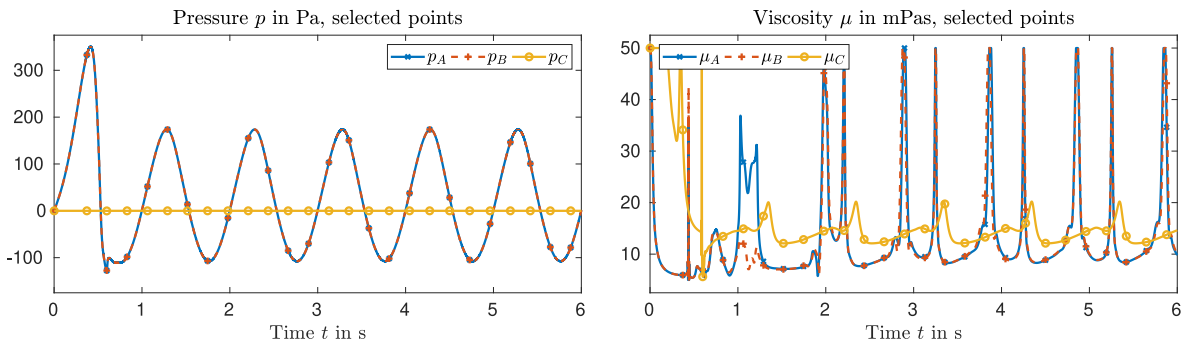 Pressure p in Pa, selected points
p_A p_B p_C
300
200
100
0
-100
0 1 2 3 4 5 6
Time t in s
Viscosity μ in mPas, selected points
μ_A μ_B μ_C
50
40
30
20
10
0 1 2 3 4 5 6
Time t in s